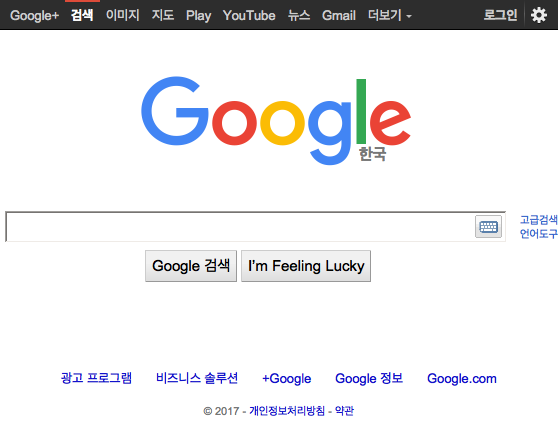 Google+ 검색 이미지 지도 Play YouTube 뉴스 Gmail 더보기 로그인
Google
한국
고급검색
언어도구
Google 검색 I'm Feeling Lucky
광고 프로그램 비즈니스 솔루션 +Google Google 정보 Google.com
© 2017 - 개인정보처리방침 - 약관